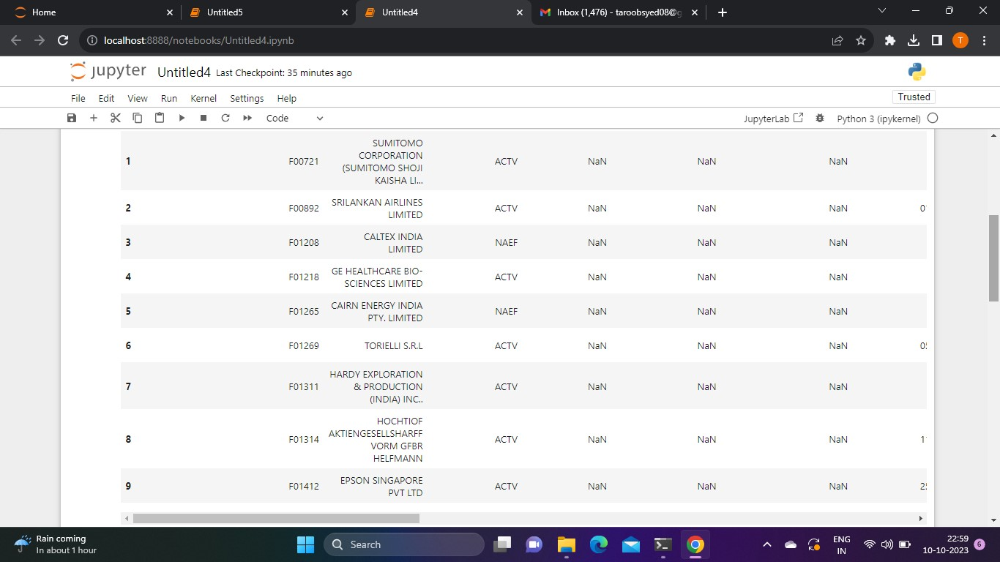 Home
Untitled5
Untitled4
Inbox (1,476) - taroobsyed08@g
localhost:8888/notebooks/Untitled4.ipynb
T
jupyter Untitled4 Last Checkpoint: 35 minutes ago
File Edit View Run Kernel Settings Help
Trusted
Code
JupyterLab
Python 3 (ipykernel)
SUMITOMO
CORPORATION
1 F00721 (SUMITOMO SHOJI ACTV NaN NaN NaN
KAISHA LI...
2 F00892 SRILANKAN AIRLINES ACTV NaN NaN NaN 0
LIMITED
3 F01208 CALTEX INDIA NAEF NaN NaN NaN
LIMITED
4 F01218 GE HEALTHCARE BIO- ACTV NaN NaN NaN
SCIENCES LIMITED
5 F01265 CAIRN ENERGY INDIA NAEF NaN NaN NaN
PTY. LIMITED
6 F01269 TORIELLI S.R.L ACTV NaN NaN NaN
HARDY EXPLORATION
7 F01311 & PRODUCTION ACTV NaN NaN NaN
(INDIA) INC..
HOCHTIOF
8 F01314 AKTIENGESELLSHARFF ACTV NaN NaN NaN 1
VORM GFBR
HELFMANN
9 F01412 EPSON SINGAPORE ACTV NaN NaN NaN
PVT LTD
Rain coming
In about 1 hour
Search
ENG
IN
22:59
10-10-2023
6